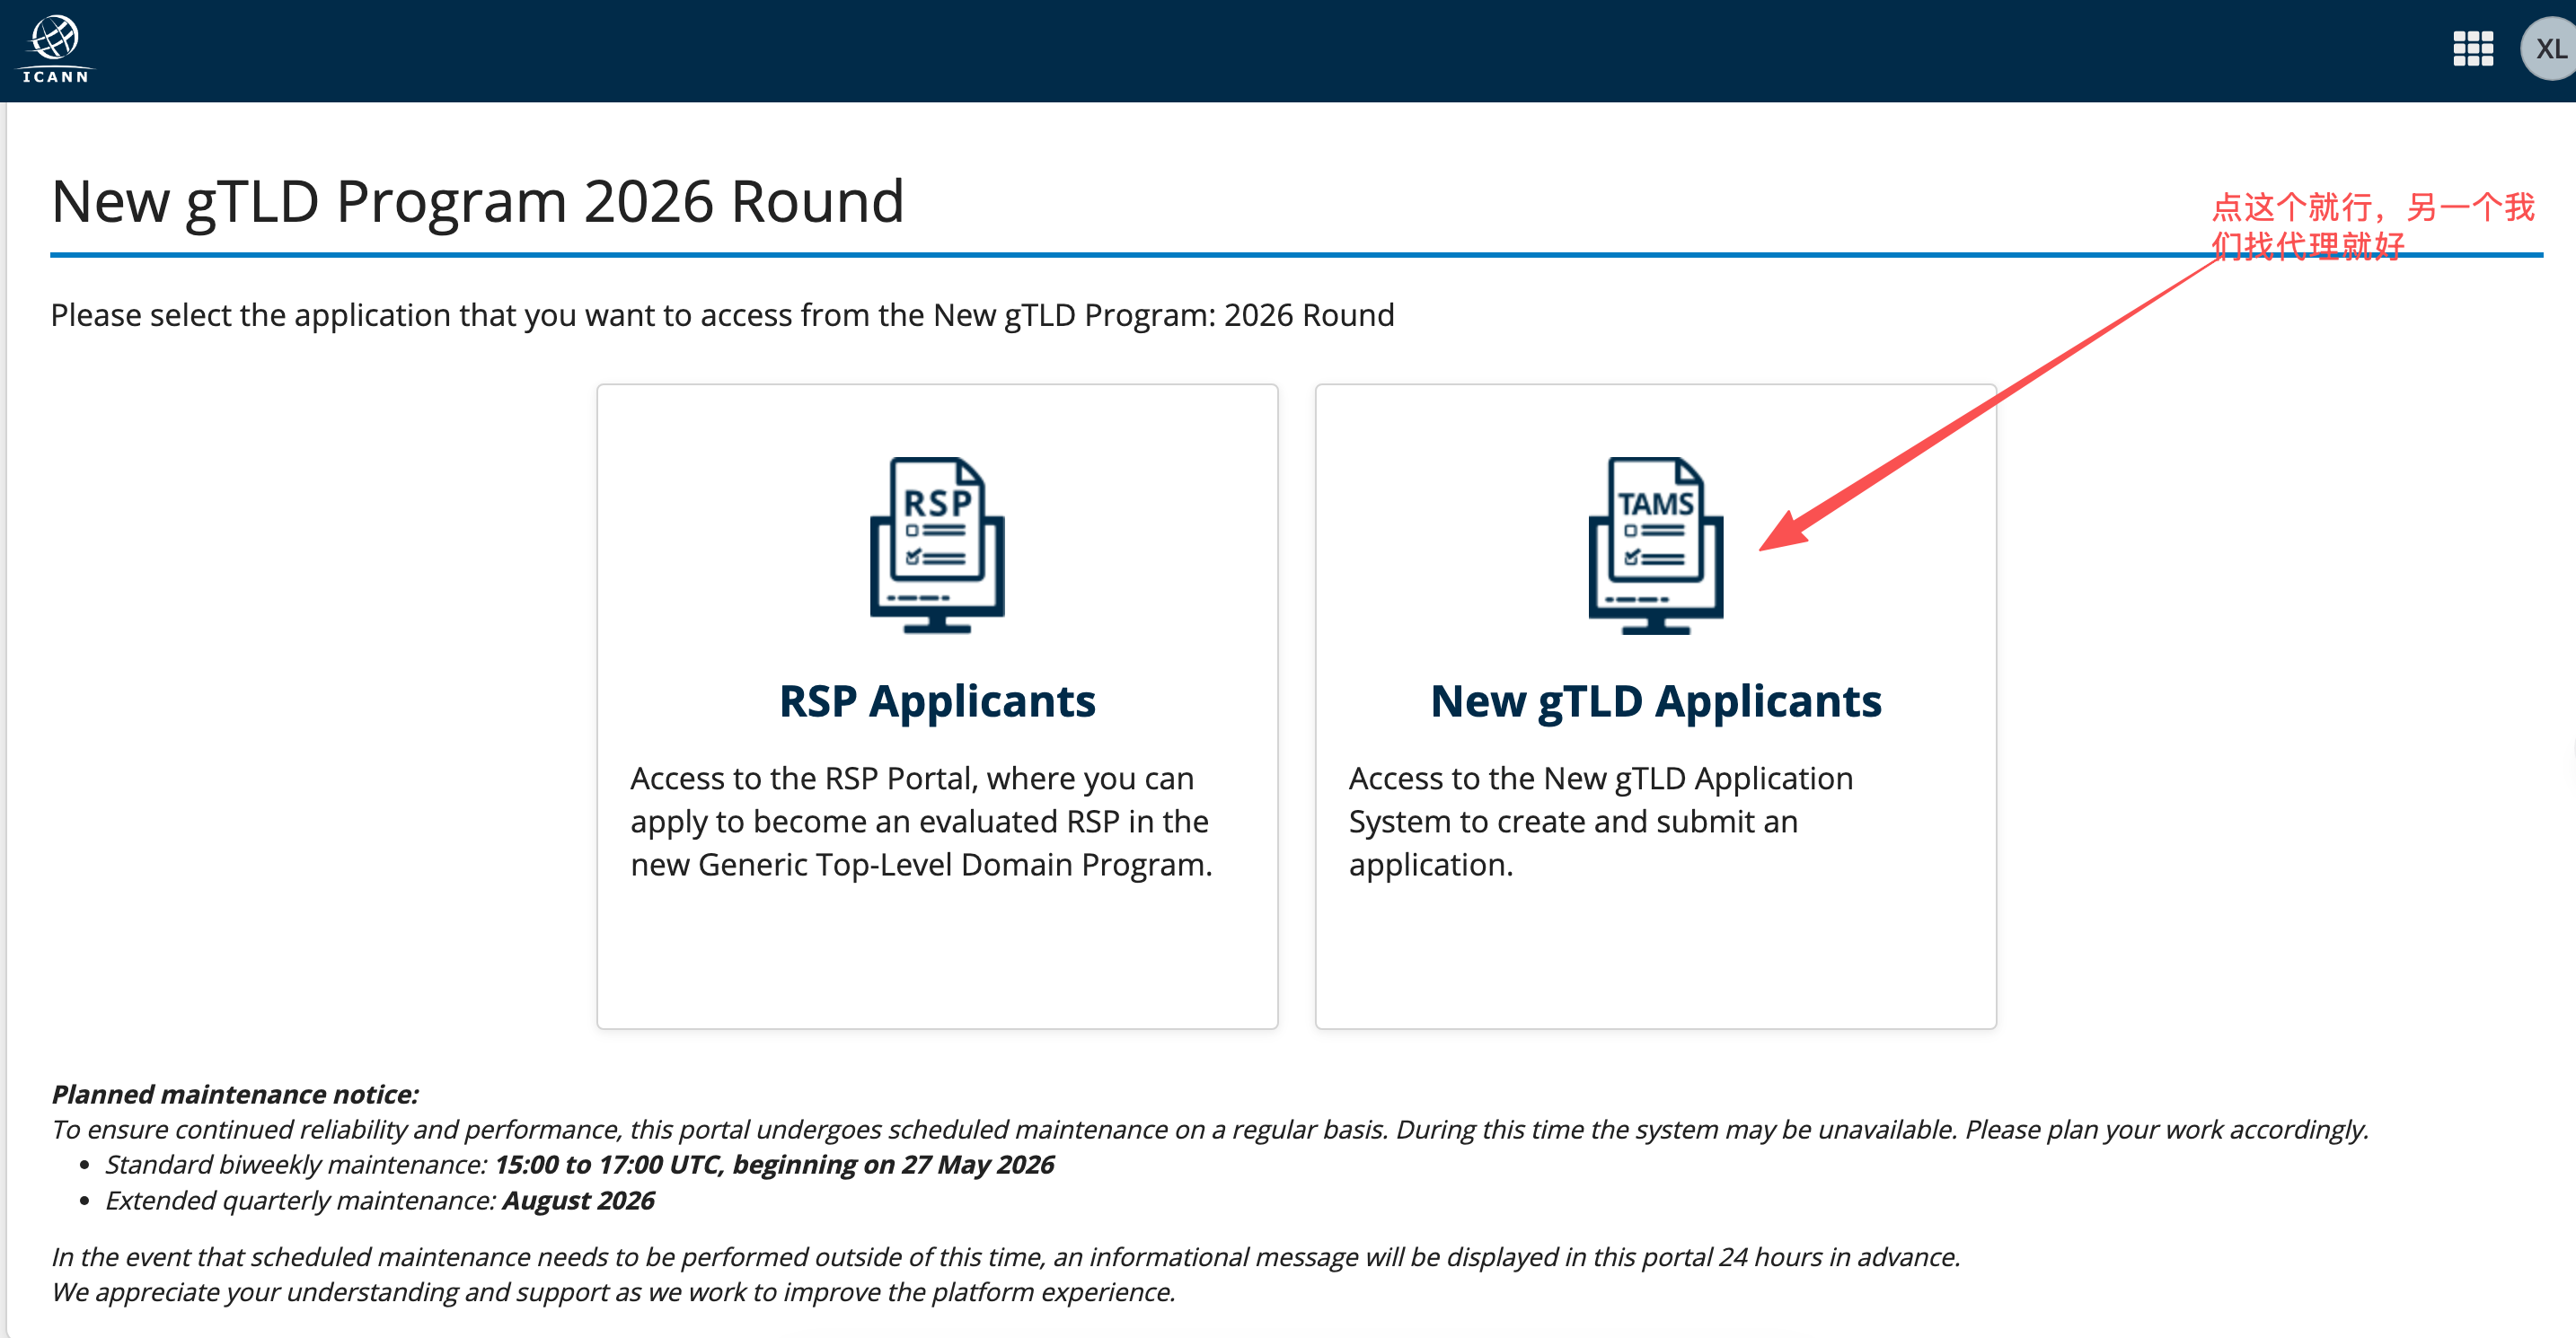 ICANN
XL
New gTLD Program 2026 Round
点这个就行，另一个我
们找代理就好
Please select the application that you want to access from the New gTLD Program: 2026 Round
RSP
RSP Applicants
Access to the RSP Portal, where you can
apply to become an evaluated RSP in the
new Generic Top-Level Domain Program.
TAMS
New gTLD Applicants
Access to the New gTLD Application
System to create and submit an
application.
Planned maintenance notice:
To ensure continued reliability and performance, this portal undergoes scheduled maintenance on a regular basis. During this time the system may be unavailable. Please plan your work accordingly.
• Standard biweekly maintenance: 15:00 to 17:00 UTC, beginning on 27 May 2026
• Extended quarterly maintenance: August 2026
In the event that scheduled maintenance needs to be performed outside of this time, an informational message will be displayed in this portal 24 hours in advance.
We appreciate your understanding and support as we work to improve the platform experience.